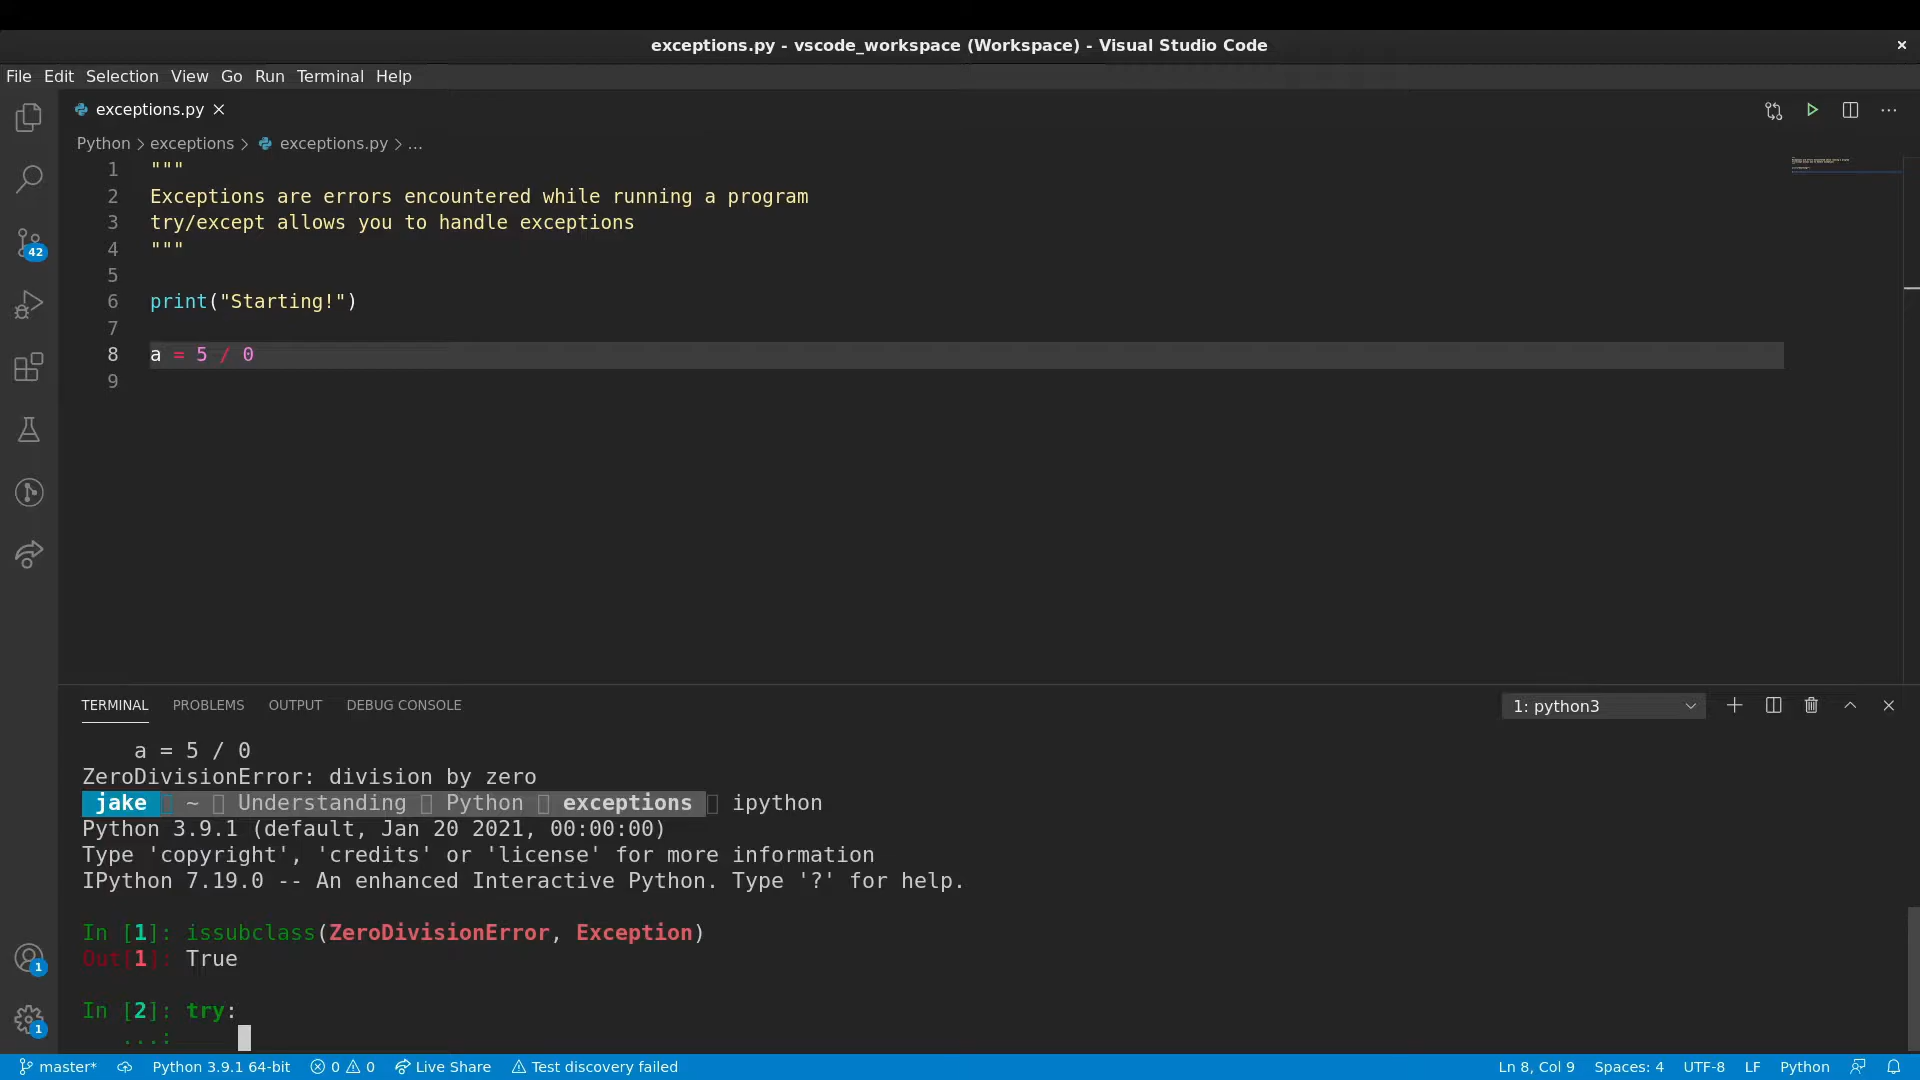 exceptions.py - vscode_workspace (Workspace) - Visual Studio Code
File Edit Selection View Go Run Terminal Help
exceptions.py
Python > exceptions > exceptions.py > ...
1 """
2 Exceptions are errors encountered while running a program
3 try/except allows you to handle exceptions
4 """
5
6 print("Starting!")
7
8 a = 5 / 0
9
42
TERMINAL PROBLEMS OUTPUT DEBUG CONSOLE 1: python3
a = 5 / 0
ZeroDivisionError: division by zero
jake ~ Understanding Python exceptions ipython
Python 3.9.1 (default, Jan 20 2021, 00:00:00)
Type 'copyright', 'credits' or 'license' for more information
IPython 7.19.0 -- An enhanced Interactive Python. Type '?' for help.
In [1]: issubclass(ZeroDivisionError, Exception)
Out[1]: True
In [2]: try:
...:
1
1
master* Python 3.9.1 64-bit 0 0 Live Share Test discovery failed Ln 8, Col 9 Spaces: 4 UTF-8 LF Python